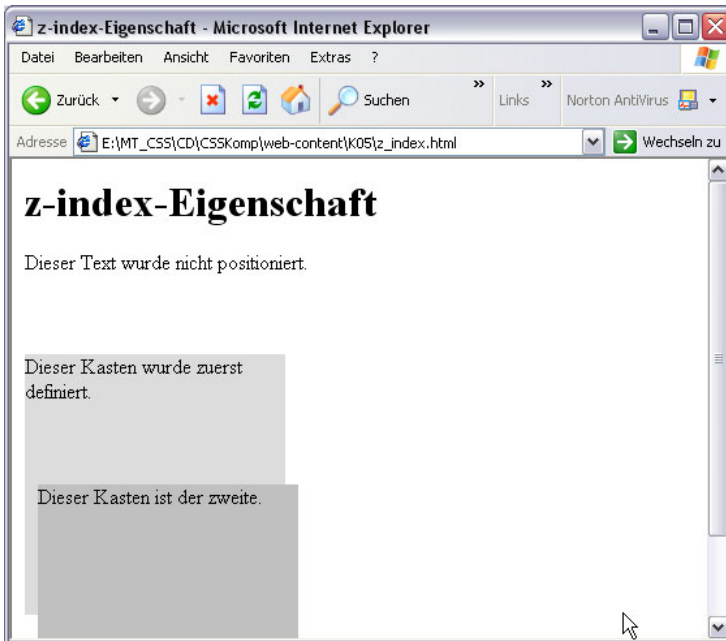 z-index-Eigenschaft - Microsoft Internet Explorer
Datei Bearbeiten Ansicht Favoriten Extras ?
Zurück Suchen » Links » Norton AntiVirus
Adresse E:\MT_CSS\CD\CSSKomp\web-content\K05\z_index.html Wechseln zu
z-index-Eigenschaft
Dieser Text wurde nicht positioniert.
Dieser Kasten wurde zuerst
definiert.
Dieser Kasten ist der zweite.